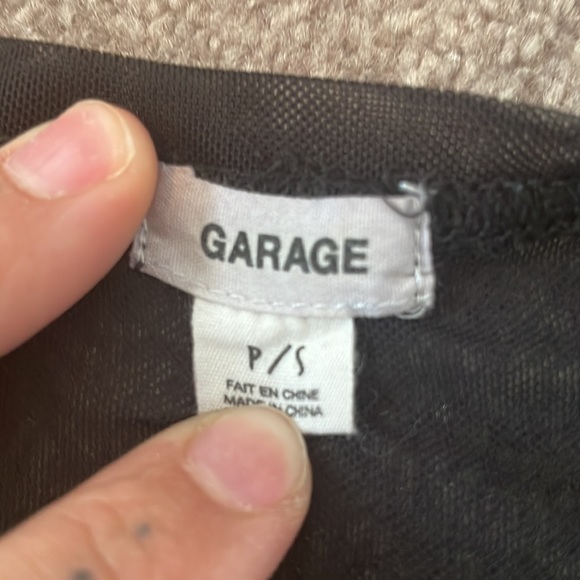 GARAGE
P/S
FAIT EN CHINE
MADE IN CHINA